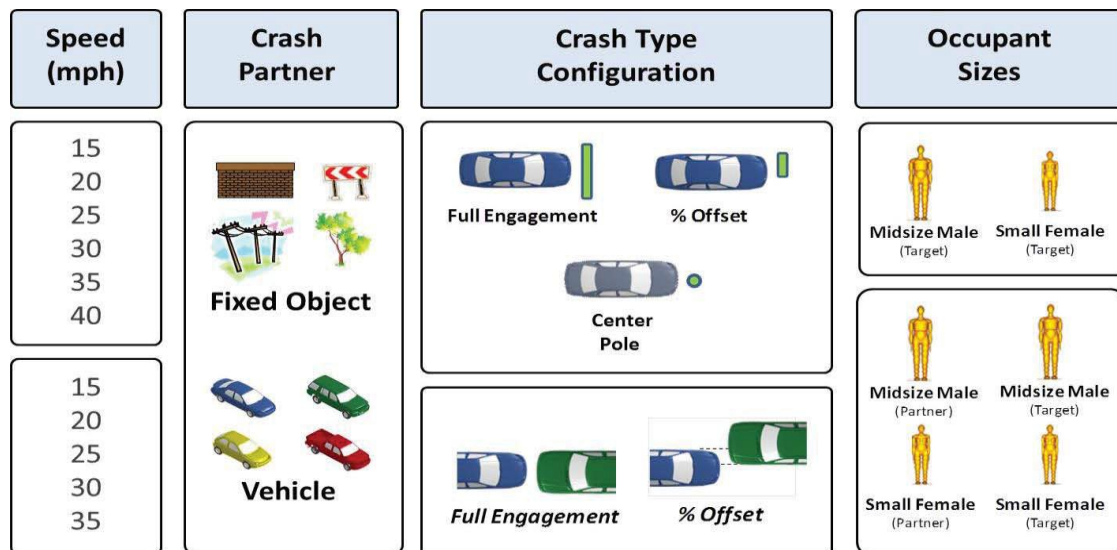 Speed
(mph)
Crash
Partner
Crash Type
Configuration
Occupant
Sizes
15
20
25
30
35
40
15
20
25
30
35
Fixed Object
Vehicle
Full Engagement
% Offset
Center
Pole
Full Engagement
% Offset
Midsize Male
(Target)
Small Female
(Target)
Midsize Male
(Partner)
Midsize Male
(Target)
Small Female
(Partner)
Small Female
(Target)